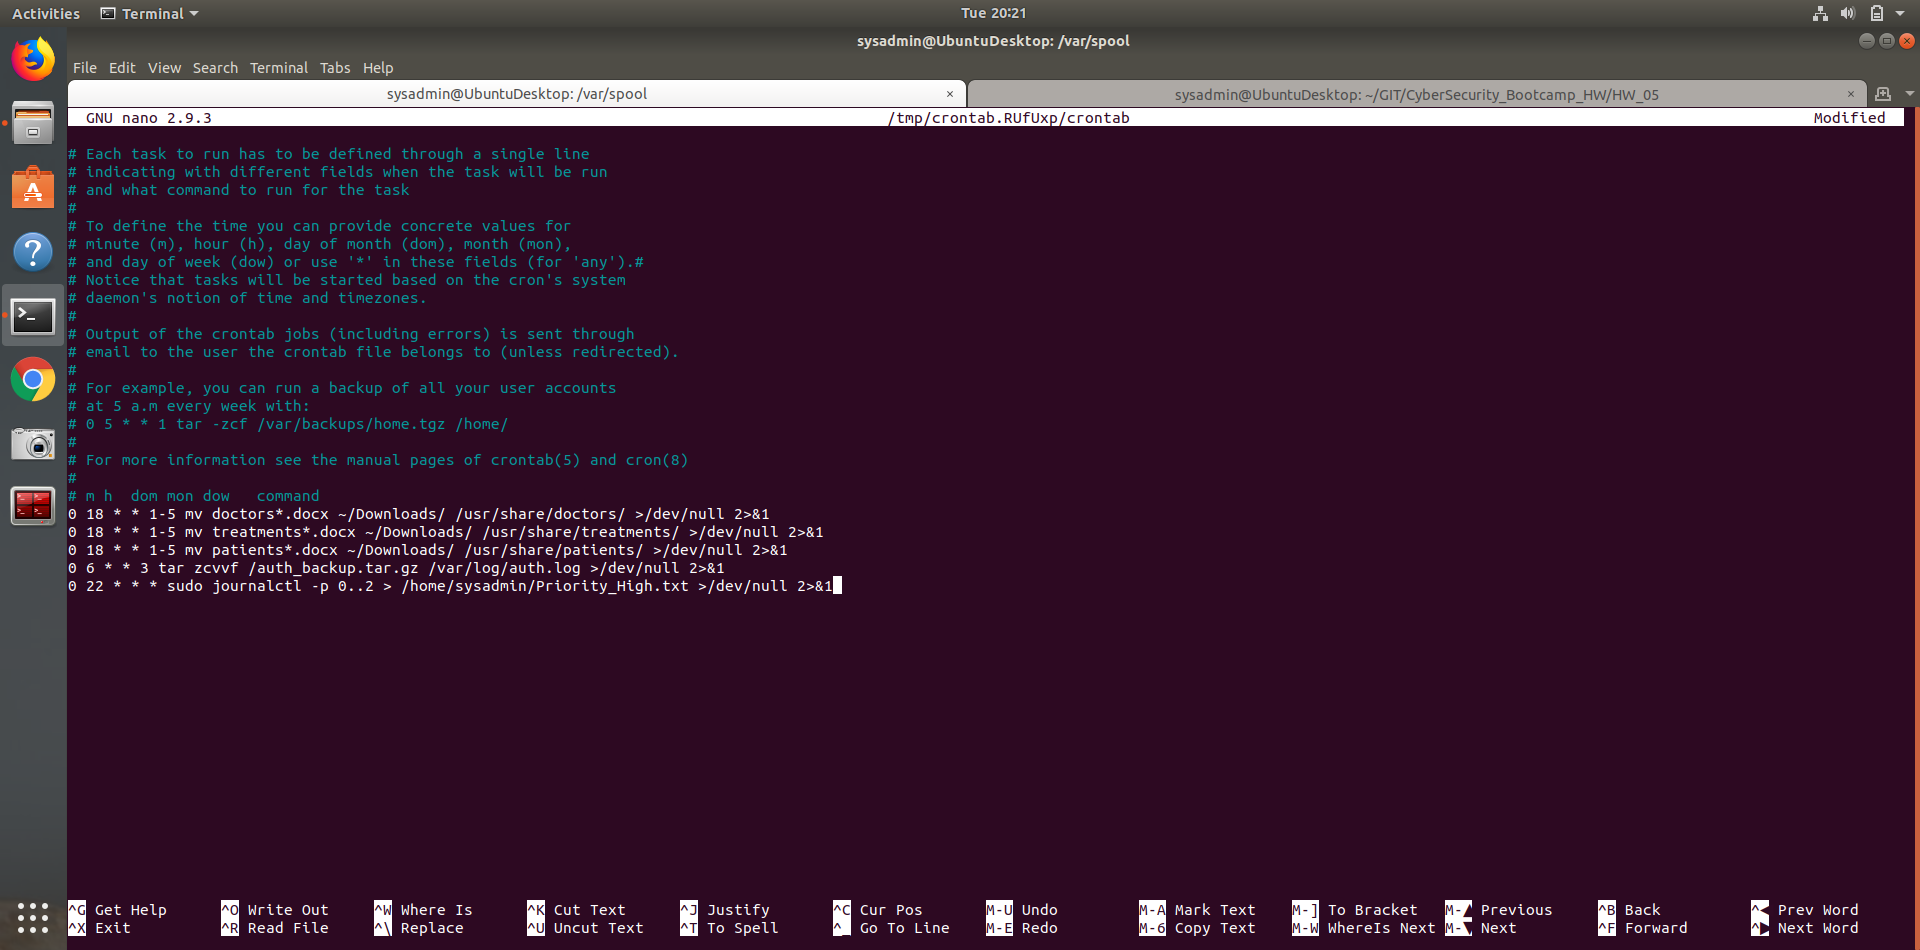 Activities Terminal Tue 20:21
sysadmin@UbuntuDesktop: /var/spool
File Edit View Search Terminal Tabs Help
sysadmin@UbuntuDesktop: /var/spool × sysadmin@UbuntuDesktop: ~/GIT/CyberSecurity_Bootcamp_HW/HW_05 ×
GNU nano 2.9.3 /tmp/crontab.RUfUxp/crontab Modified
# Each task to run has to be defined through a single line
# indicating with different fields when the task will be run
# and what command to run for the task
#
# To define the time you can provide concrete values for
# minute (m), hour (h), day of month (dom), month (mon),
# and day of week (dow) or use '*' in these fields (for 'any').#
# Notice that tasks will be started based on the cron's system
# daemon's notion of time and timezones.
#
# Output of the crontab jobs (including errors) is sent through
# email to the user the crontab file belongs to (unless redirected).
#
# For example, you can run a backup of all your user accounts
# at 5 a.m every week with:
# 0 5 * * 1 tar -zcf /var/backups/home.tgz /home/
#
# For more information see the manual pages of crontab(5) and cron(8)
#
# m h  dom mon dow   command
0 18 * * 1-5 mv doctors*.docx ~/Downloads/ /usr/share/doctors/ >/dev/null 2>&1
0 18 * * 1-5 mv treatments*.docx ~/Downloads/ /usr/share/treatments/ >/dev/null 2>&1
0 18 * * 1-5 mv patients*.docx ~/Downloads/ /usr/share/patients/ >/dev/null 2>&1
0 6 * * 3 tar zcvvf /auth_backup.tar.gz /var/log/auth.log >/dev/null 2>&1
0 22 * * * sudo journalctl -p 0..2 > /home/sysadmin/Priority_High.txt >/dev/null 2>&1
^G Get Help ^O Write Out ^W Where Is ^K Cut Text ^J Justify ^C Cur Pos M-U Undo M-A Mark Text M-] To Bracket M-▲ Previous ^B Back ^◀ Prev Word
^X Exit ^R Read File ^\ Replace ^U Uncut Text ^T To Spell ^_ Go To Line M-E Redo M-6 Copy Text M-W WhereIs Next M-▼ Next ^F Forward ^▶ Next Word